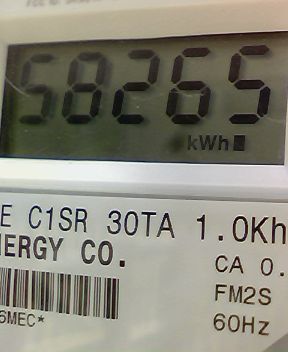 58265
kWh
E C1SR 30TA 1.0Kh
ERGY CO.
CA 0.
FM2S
6MEC*
60Hz